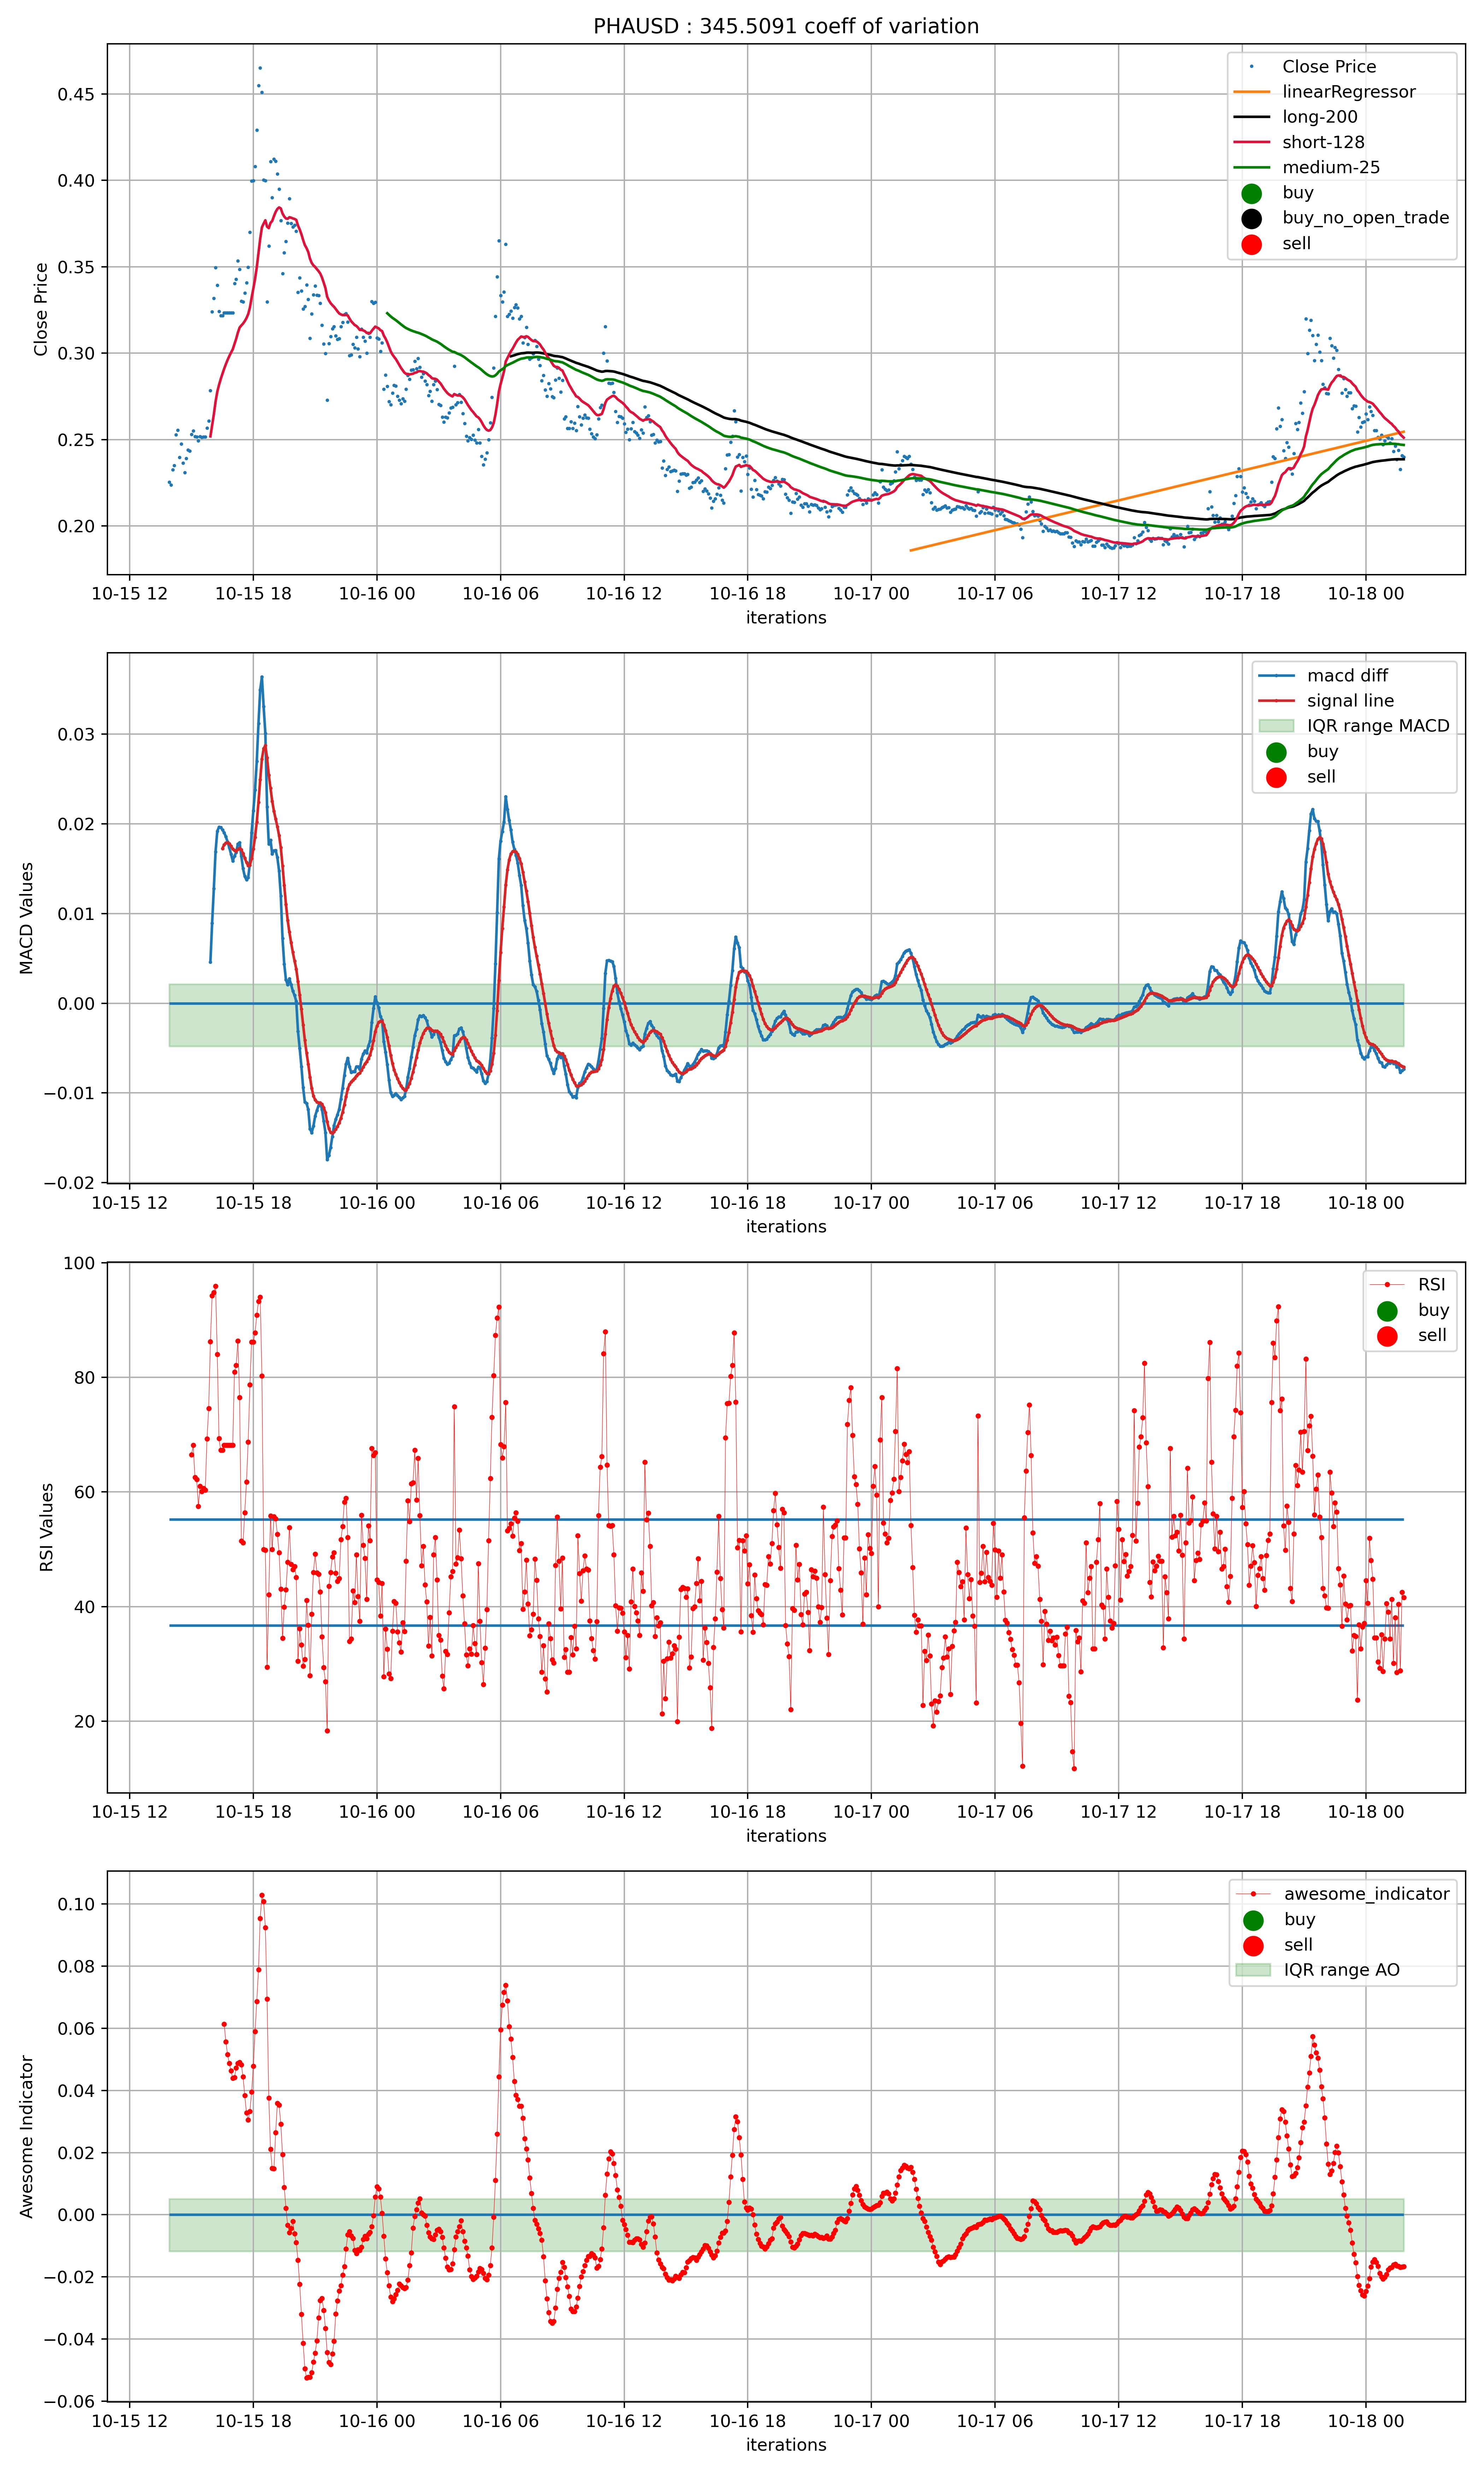 PHAUSD : 345.5091 coeff of variation
Close Price
0.45
0.40
0.35
0.30
0.25
0.20
Close Price
linearRegressor
long-200
short-128
medium-25
buy
buy_no_open_trade
sell
10-15 12 10-15 18 10-16 00 10-16 06 10-16 12 10-16 18 10-17 00 10-17 06 10-17 12 10-17 18 10-18 00
iterations
MACD Values
0.03
0.02
0.01
0.00
−0.01
−0.02
macd diff
signal line
IQR range MACD
buy
sell
10-15 12 10-15 18 10-16 00 10-16 06 10-16 12 10-16 18 10-17 00 10-17 06 10-17 12 10-17 18 10-18 00
iterations
RSI Values
100
80
60
40
20
RSI
buy
sell
10-15 12 10-15 18 10-16 00 10-16 06 10-16 12 10-16 18 10-17 00 10-17 06 10-17 12 10-17 18 10-18 00
iterations
Awesome Indicator
0.10
0.08
0.06
0.04
0.02
0.00
−0.02
−0.04
−0.06
awesome_indicator
buy
sell
IQR range AO
10-15 12 10-15 18 10-16 00 10-16 06 10-16 12 10-16 18 10-17 00 10-17 06 10-17 12 10-17 18 10-18 00
iterations